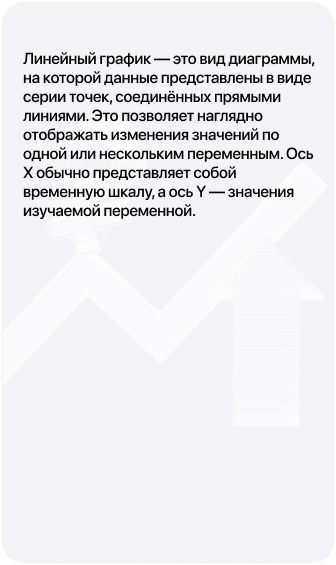 Линейный график — это вид диаграммы,
на которой данные представлены в виде
серии точек, соединённых прямыми
линиями. Это позволяет наглядно
отображать изменения значений по
одной или нескольким переменным. Ось
X обычно представляет собой
временную шкалу, а ось Y — значения
изучаемой переменной.